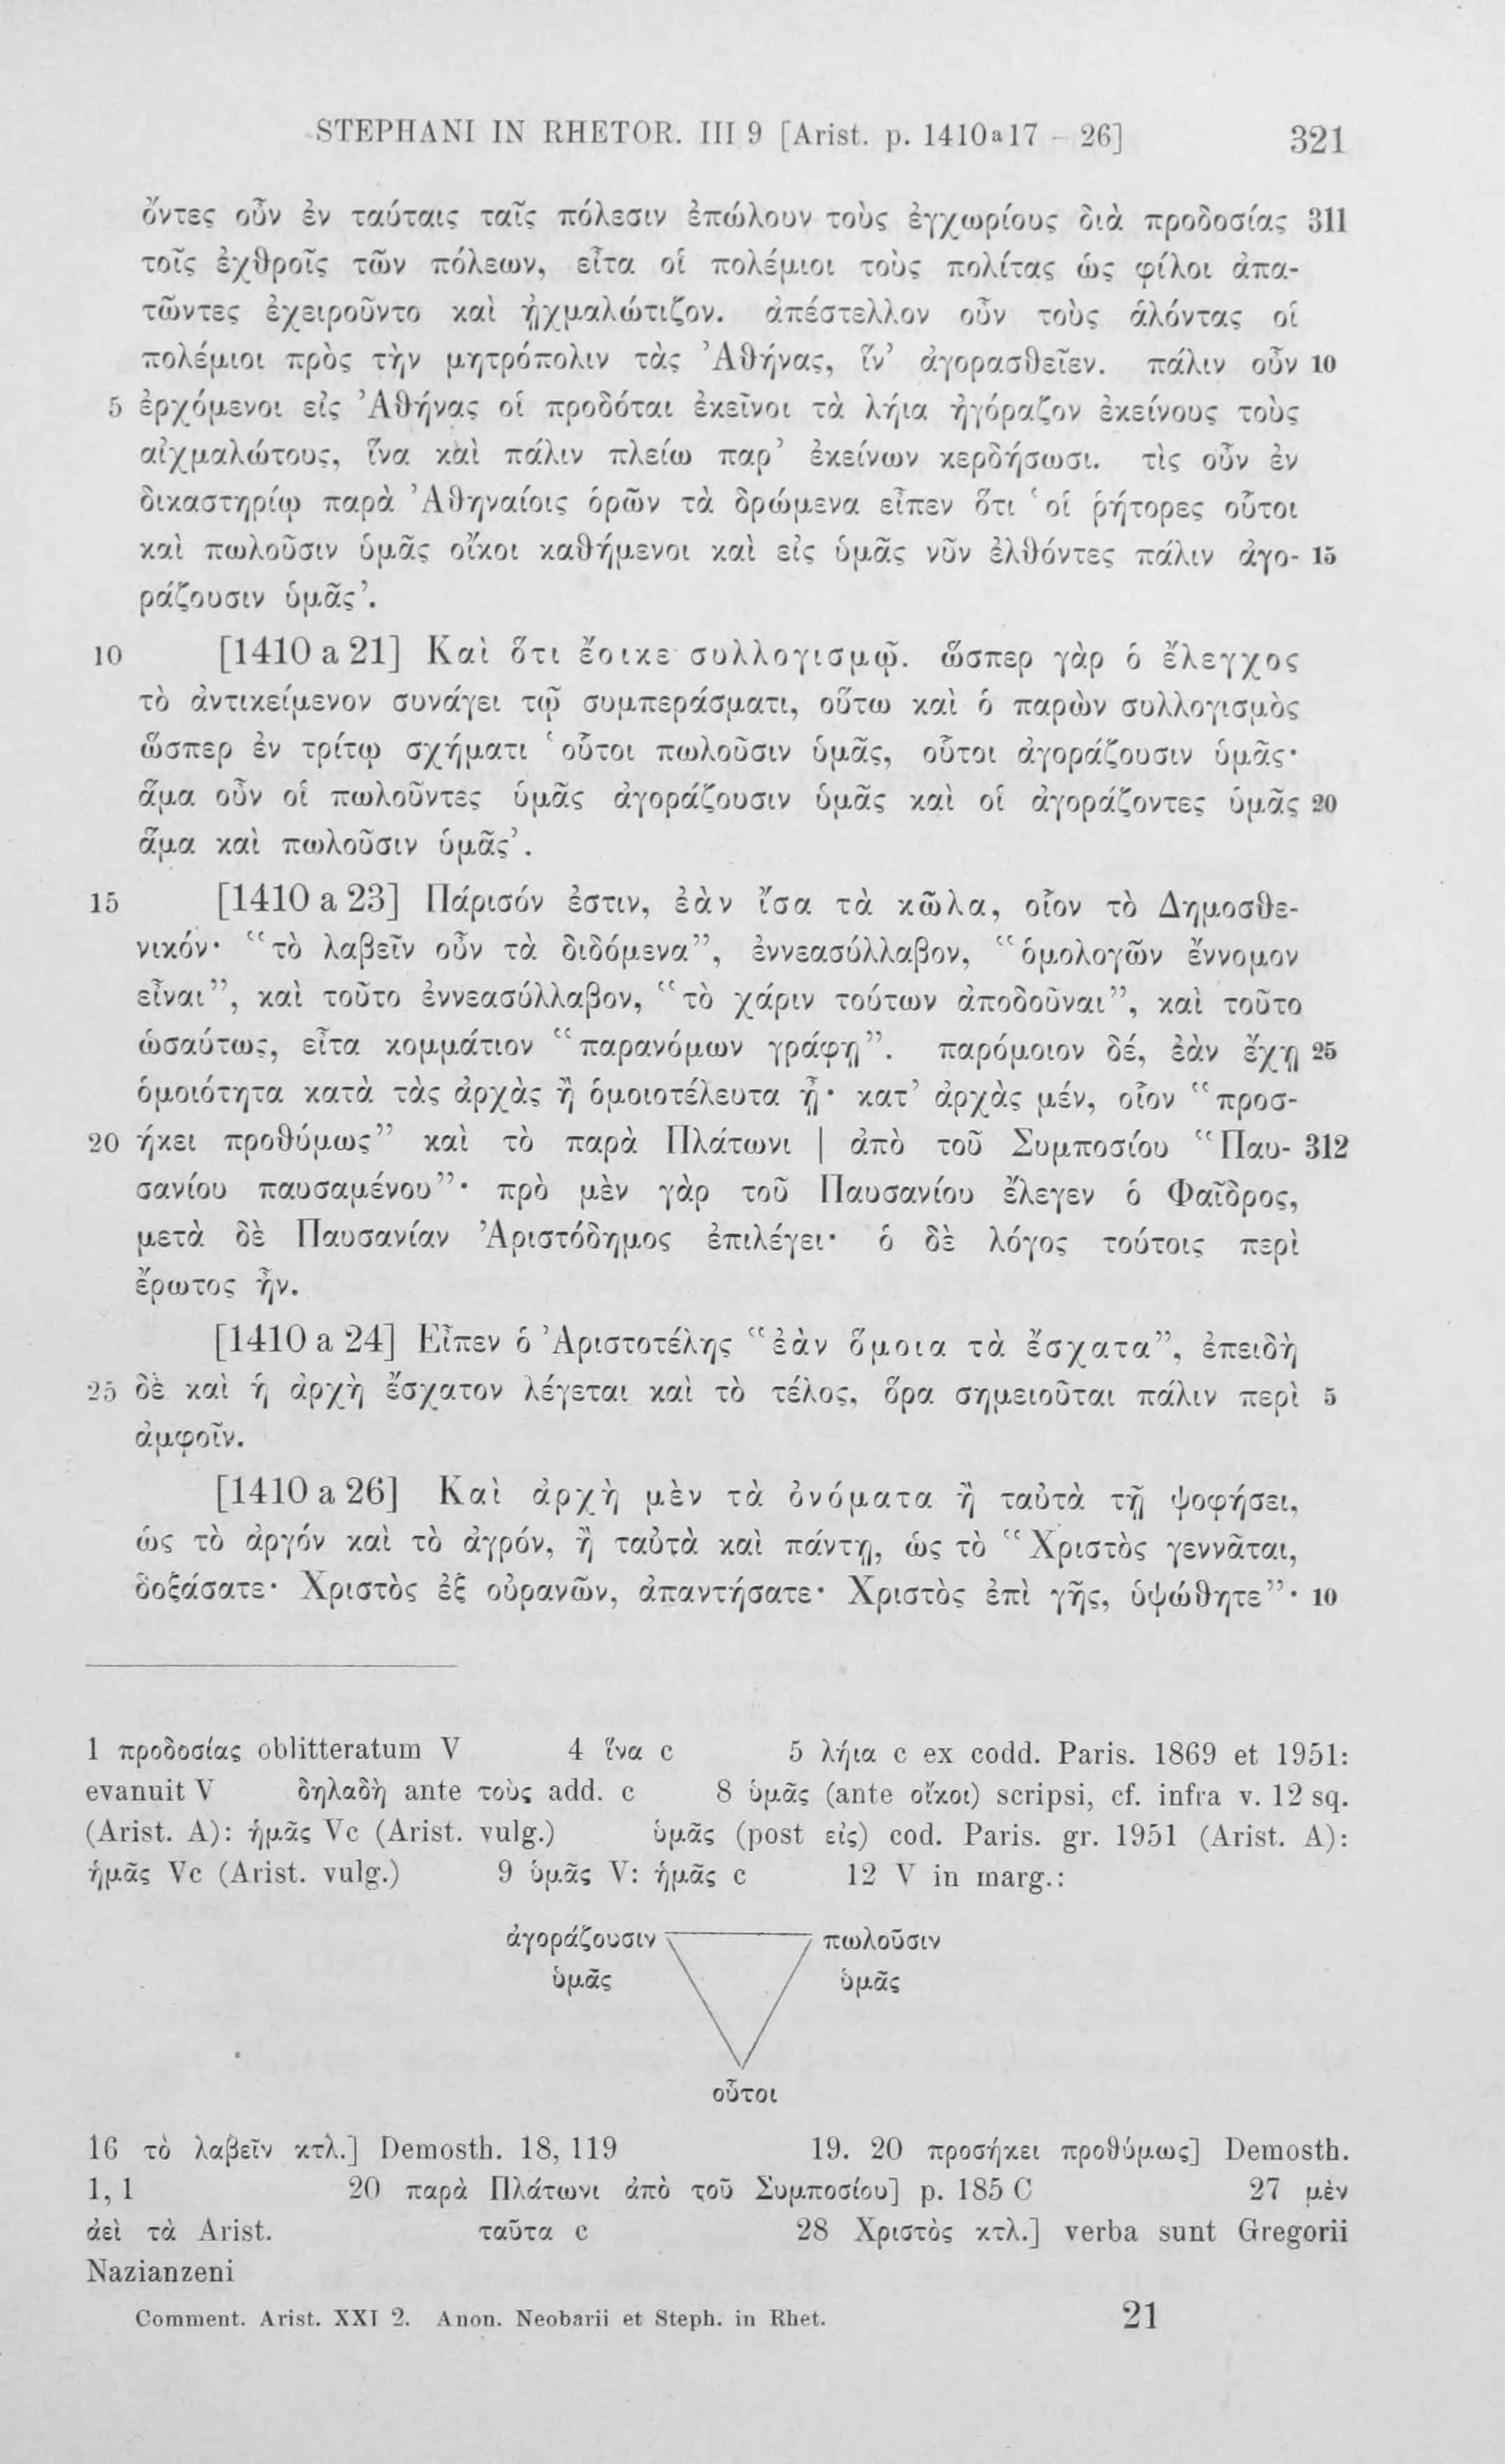 STEPHANI IN RHETOR. III 9 [Arist. p. 1410a17 – 26] 321
ὄντες οὖν ἐν ταύταις ταῖς πόλεσιν ἐπώλουν τοὺς ἐγχωρίους διὰ προδοσίας 311
τοῖς ἐχθροῖς τῶν πόλεων, εἶτα οἱ πολέμιοι τοὺς πολίτας ὡς φίλοι ἀπα-
τῶντες ἐχειροῦντο καὶ ᾐχμαλώτιζον. ἀπέστελλον οὖν τοὺς ἁλόντας οἱ
πολέμιοι πρὸς τὴν μητρόπολιν τὰς Ἀθήνας, ἵν’ ἀγορασθεῖεν. πάλιν οὖν 10
5 ἐρχόμενοι εἰς Ἀθήνας οἱ προδόται ἐκεῖνοι τὰ λήια ἠγόραζον ἐκείνους τοὺς
αἰχμαλώτους, ἵνα καὶ πάλιν πλείω παρ’ ἐκείνων κερδήσωσι. τὶς οὖν ἐν
δικαστηρίῳ παρὰ Ἀθηναίοις ὁρῶν τὰ δρώμενα εἶπεν ὅτι ‘οἱ ῥήτορες οὗτοι
καὶ πωλοῦσιν ὑμᾶς οἴκοι καθήμενοι καὶ εἰς ὑμᾶς νῦν ἐλθόντες πάλιν ἀγο- 15
ράζουσιν ὑμᾶς’.
10 [1410 a 21] Καὶ ὅτι ἔοικε συλλογισμῷ. ὥσπερ γὰρ ὁ ἔλεγχος
τὸ ἀντικείμενον συνάγει τῷ συμπεράσματι, οὕτω καὶ ὁ παρὼν συλλογισμὸς
ὥσπερ ἐν τρίτῳ σχήματι ‘οὗτοι πωλοῦσιν ὑμᾶς, οὗτοι ἀγοράζουσιν ὑμᾶς·
ἅμα οὖν οἱ πωλοῦντες ὑμᾶς ἀγοράζουσιν ὑμᾶς καὶ οἱ ἀγοράζοντες ὑμᾶς 20
ἅμα καὶ πωλοῦσιν ὑμᾶς’.
15 [1410 a 23] Πάρισόν ἐστιν, ἐὰν ἴσα τὰ κῶλα, οἷον τὸ Δημοσθε-
νικόν· “τὸ λαβεῖν οὖν τὰ διδόμενα”, ἐννεασύλλαβον, “ὁμολογῶν ἔννομον
εἶναι”, καὶ τοῦτο ἐννεασύλλαβον, “τὸ χάριν τούτων ἀποδοῦναι”, καὶ τοῦτο
ὡσαύτως, εἶτα κομμάτιον “παρανόμων γράφῃ”. παρόμοιον δέ, ἐὰν ἔχῃ 25
ὁμοιότητα κατὰ τὰς ἀρχὰς ἢ ὁμοιοτέλευτα ᾖ· κατ’ ἀρχὰς μέν, οἷον “προσ-
20 ήκει προθύμως” καὶ τὸ παρὰ Πλάτωνι | ἀπὸ τοῦ Συμποσίου “Παυ- 312
σανίου παυσαμένου”· πρὸ μὲν γὰρ τοῦ Παυσανίου ἔλεγεν ὁ Φαῖδρος,
μετὰ δὲ Παυσανίαν Ἀριστόδημος ἐπιλέγει· ὁ δὲ λόγος τούτοις περὶ
ἔρωτος ἦν.
[1410 a 24] Εἶπεν ὁ Ἀριστοτέλης “ἐὰν ὅμοια τὰ ἔσχατα”, ἐπειδὴ
25 δὲ καὶ ἡ ἀρχὴ ἔσχατον λέγεται καὶ τὸ τέλος, ὅρα σημειοῦται πάλιν περὶ 5
ἀμφοῖν.
[1410 a 26] Καὶ ἀρχὴ μὲν τὰ ὀνόματα ἢ ταὐτὰ τῇ ψοφήσει,
ὡς τὸ ἀργόν καὶ τὸ ἀγρόν, ἢ ταὐτὰ καὶ πάντῃ, ὡς τὸ “Χριστὸς γεννᾶται,
δοξάσατε· Χριστὸς ἐξ οὐρανῶν, ἀπαντήσατε· Χριστὸς ἐπὶ γῆς, ὑψώθητε”· 10
1 προδοσίας oblitteratum V 4 ἵνα c 5 λήια c ex codd. Paris. 1869 et 1951:
evanuit V δηλαδὴ ante τοὺς add. c 8 ὑμᾶς (ante οἴκοι) scripsi, cf. infra v. 12 sq.
(Arist. A): ἡμᾶς Vc (Arist. vulg.) ὑμᾶς (post εἰς) cod. Paris. gr. 1951 (Arist. A):
ἡμᾶς Vc (Arist. vulg.) 9 ὑμᾶς V: ἡμᾶς c 12 V in marg.:
ἀγοράζουσιν πωλοῦσιν
ὑμᾶς ὑμᾶς
οὗτοι
16 τὸ λαβεῖν κτλ.] Demosth. 18, 119 19. 20 προσήκει προθύμως] Demosth.
1, 1 20 παρὰ Πλάτωνι ἀπὸ τοῦ Συμποσίου] p. 185 C 27 μὲν
ἀεὶ τὰ Arist. ταῦτα c 28 Χριστὸς κτλ.] verba sunt Gregorii
Nazianzeni
Comment. Arist. XXI 2. Anon. Neobarii et Steph. in Rhet. 21